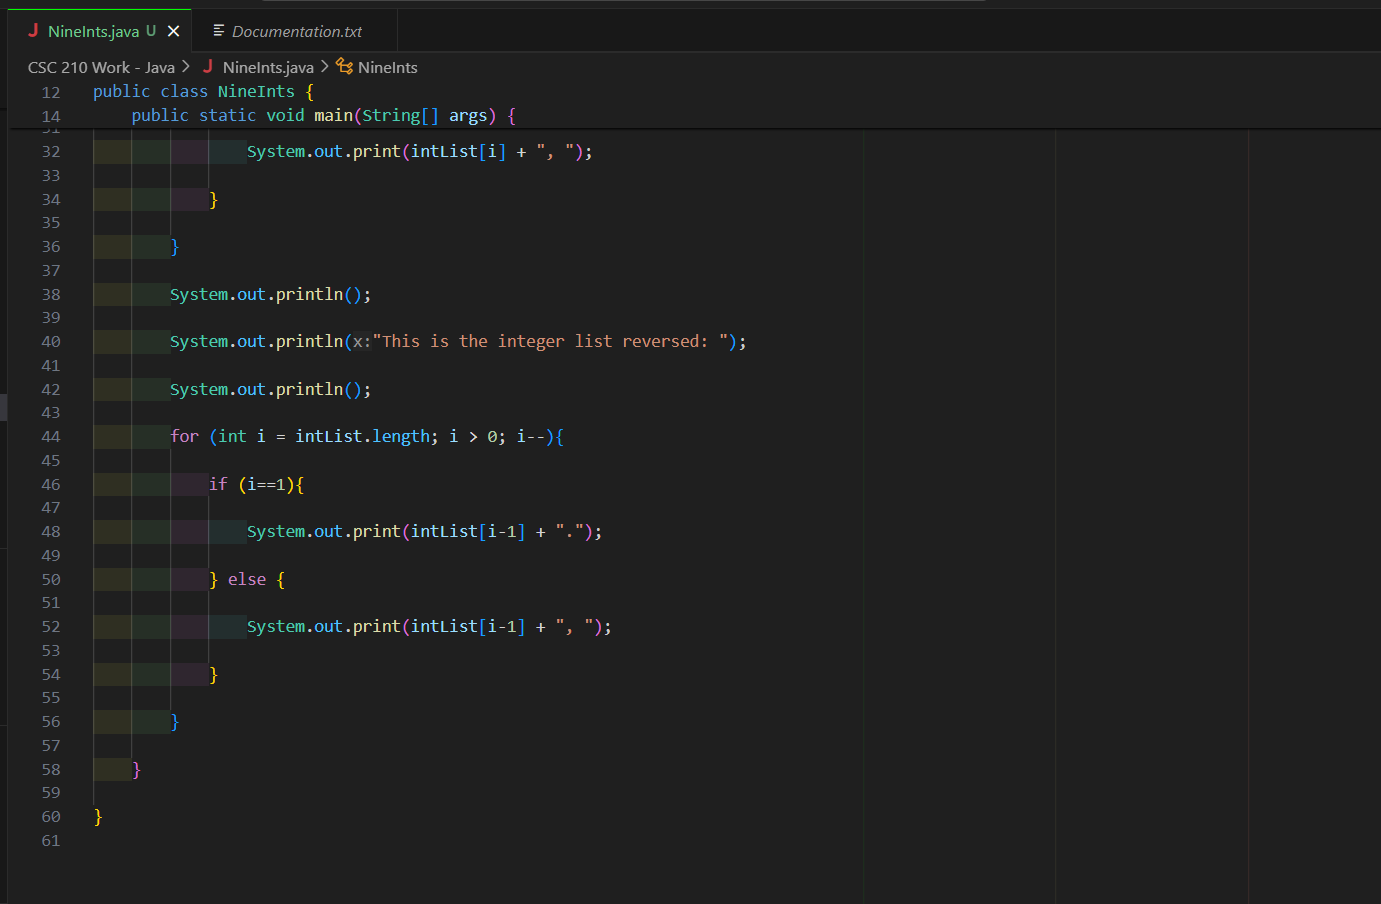 NineInts.java U
Documentation.txt
CSC 210 Work - Java > NineInts.java > NineInts
12 public class NineInts {
14 public static void main(String[] args) {
31
32 System.out.print(intList[i] + ", ");
33
34 }
35
36 }
37
38 System.out.println();
39
40 System.out.println(x:"This is the integer list reversed: ");
41
42 System.out.println();
43
44 for (int i = intList.length; i > 0; i--){
45
46 if (i==1){
47
48 System.out.print(intList[i-1] + ".");
49
50 } else {
51
52 System.out.print(intList[i-1] + ", ");
53
54 }
55
56 }
57
58 }
59
60 }
61